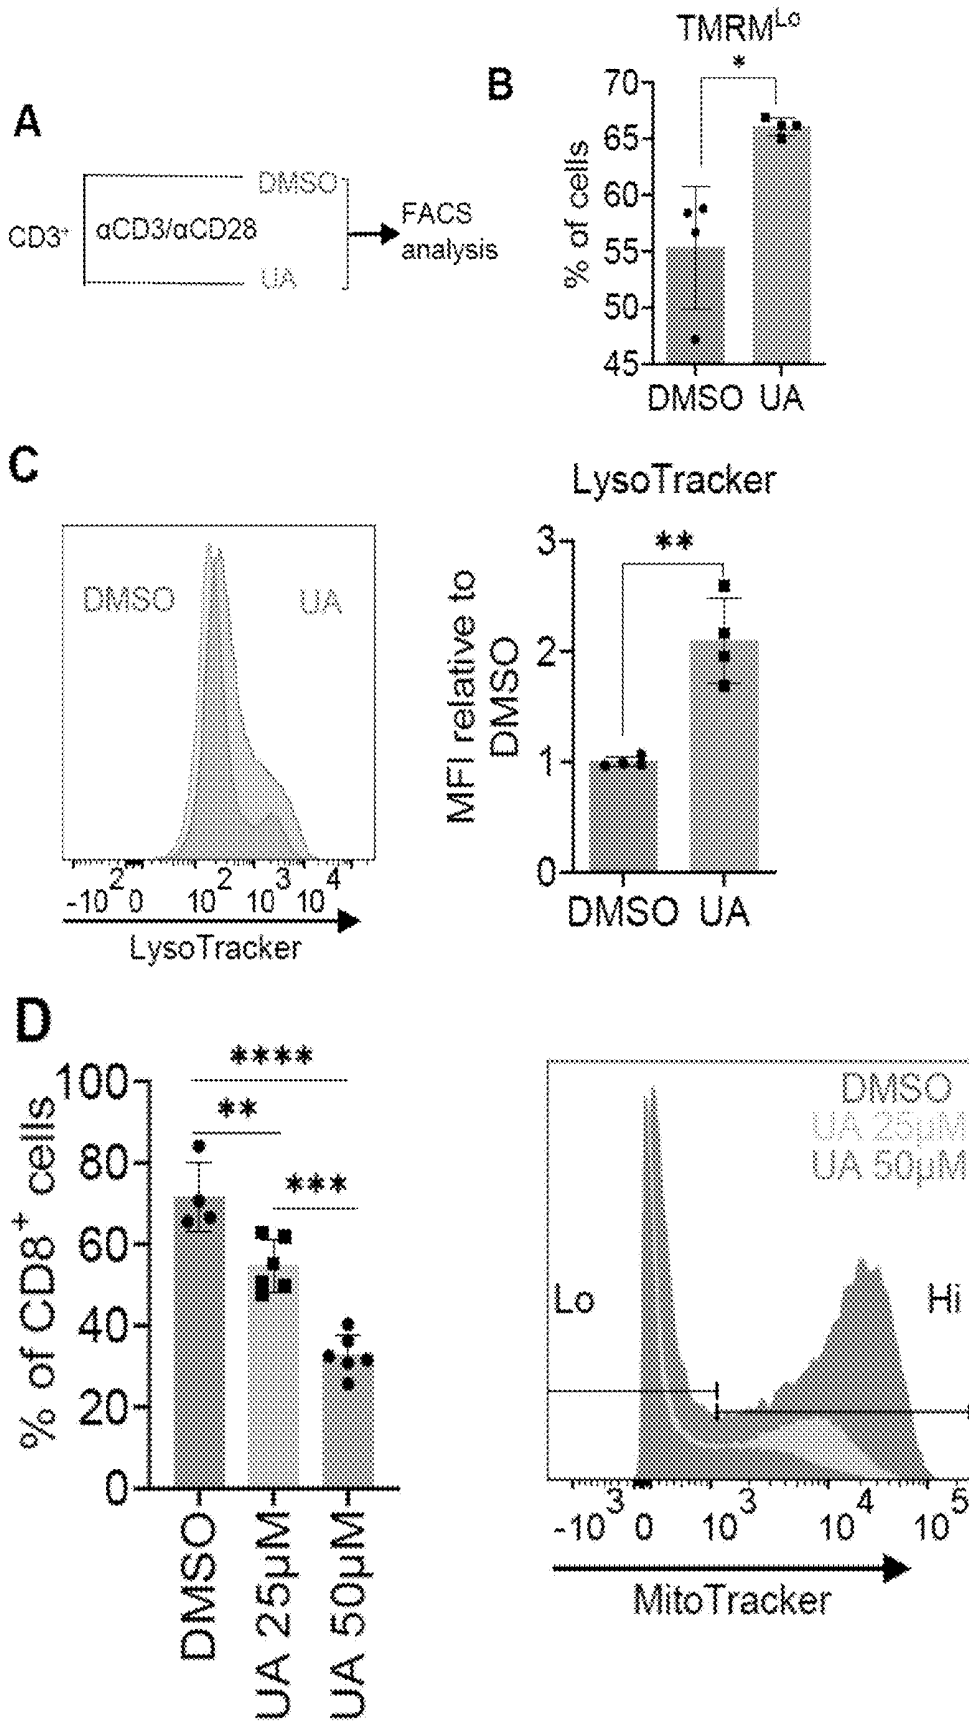 A
CD3⁺
αCD3/αCD28
DMSO
UA
FACS
analysis
B
TMRM^Lo
*
% of cells
70
65
60
55
50
45
DMSO UA
C
DMSO
UA
-10² 0 10² 10³ 10⁴
LysoTracker
LysoTracker
**
MFI relative to
DMSO
3
2
1
0
DMSO UA
D
****
**
***
% of CD8⁺ cells
100
80
60
40
20
0
DMSO
UA 25µM
UA 50µM
DMSO
UA 25µM
UA 50µM
Lo
Hi
-10³ 0 10³ 10⁴ 10⁵
MitoTracker